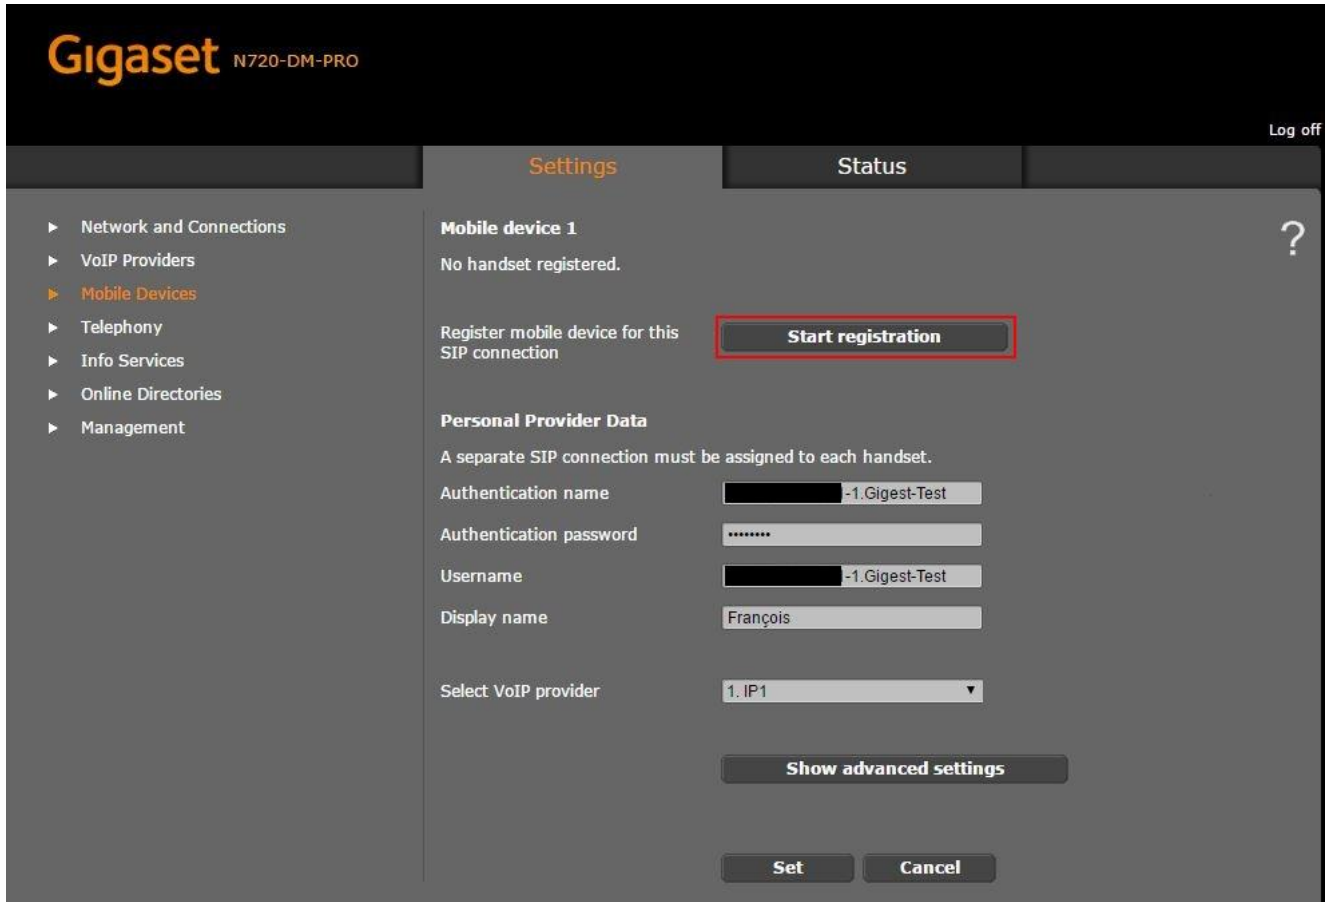 Gigaset N720-DM-PRO
Log off
Settings
Status
Network and Connections
VoIP Providers
Mobile Devices
Telephony
Info Services
Online Directories
Management
Mobile device 1
?
No handset registered.
Register mobile device for this
SIP connection
Start registration
Personal Provider Data
A separate SIP connection must be assigned to each handset.
Authentication name
-1.Gigest-Test
Authentication password
••••••••
Username
-1.Gigest-Test
Display name
François
Select VoIP provider
1. IP1
Show advanced settings
Set
Cancel